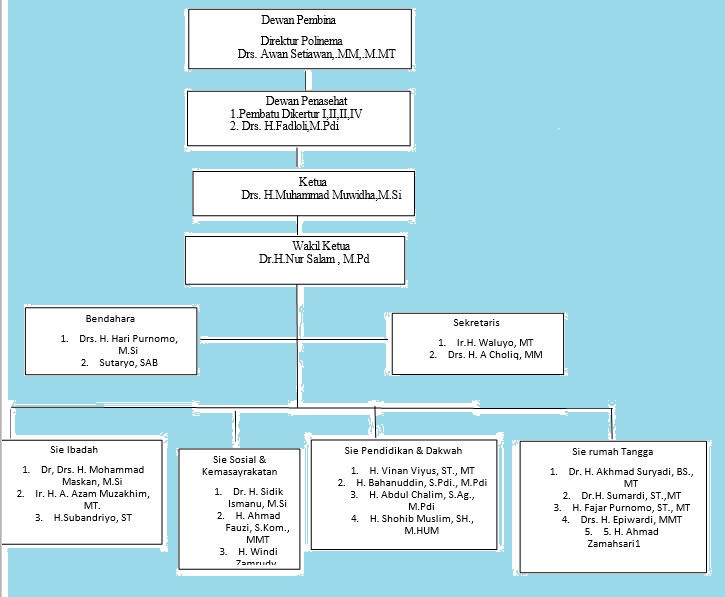 Dewan Pembina
Direktur Polinema
Drs. Awan Setiawan,.MM,.M.MT
Dewan Penasehat
1.Pembatu Dikertur I,II,II,IV
2. Drs. H.Fadloli,M.Pdi
Ketua
Drs. H.Muhammad Muwidha,M.Si
Wakil Ketua
Dr.H.Nur Salam , M.Pd
Bendahara
1. Drs. H. Hari Purnomo,
M.Si
2. Sutaryo, SAB
Sekretaris
1. Ir.H. Waluyo, MT
2. Drs. H. A Choliq, MM
Sie Ibadah
1. Dr, Drs. H. Mohammad
Maskan, M.Si
2. Ir. H. A. Azam Muzakhim,
MT.
3. H.Subandriyo, ST
Sie Sosial &
Kemasayrakatan
1. Dr. H. Sidik
Ismanu, M.Si
2. H. Ahmad
Fauzi, S.Kom.,
MMT
3. H. Windi
Zamrudy
Sie Pendidikan & Dakwah
1. H. Vinan Viyus, ST., MT
2. H. Bahanuddin, S.Pdi., M.Pdi
3. H. Abdul Chalim, S.Ag.,
M.Pdi
4. H. Shohib Muslim, SH.,
M.HUM
Sie rumah Tangga
1. Dr. H. Akhmad Suryadi, BS.,
MT
2. Dr.H. Sumardi, ST.,MT
3. H. Fajar Purnomo, ST., MT
4. Drs. H. Epiwardi, MMT
5. 5. H. Ahmad
Zamahsari1